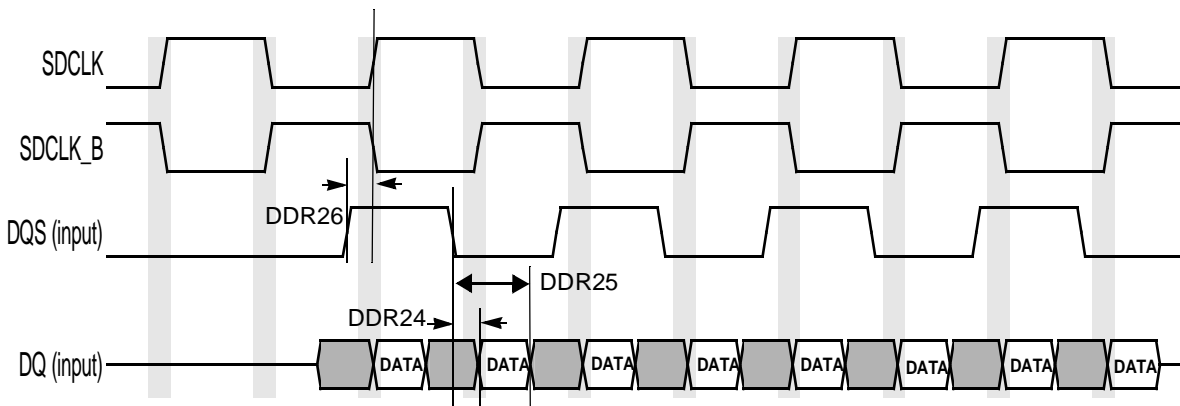 SDCLK
SDCLK_B
DDR26
DQS (input)
DDR25
DDR24
DQ (input)
DATA DATA DATA DATA DATA DATA DATA DATA